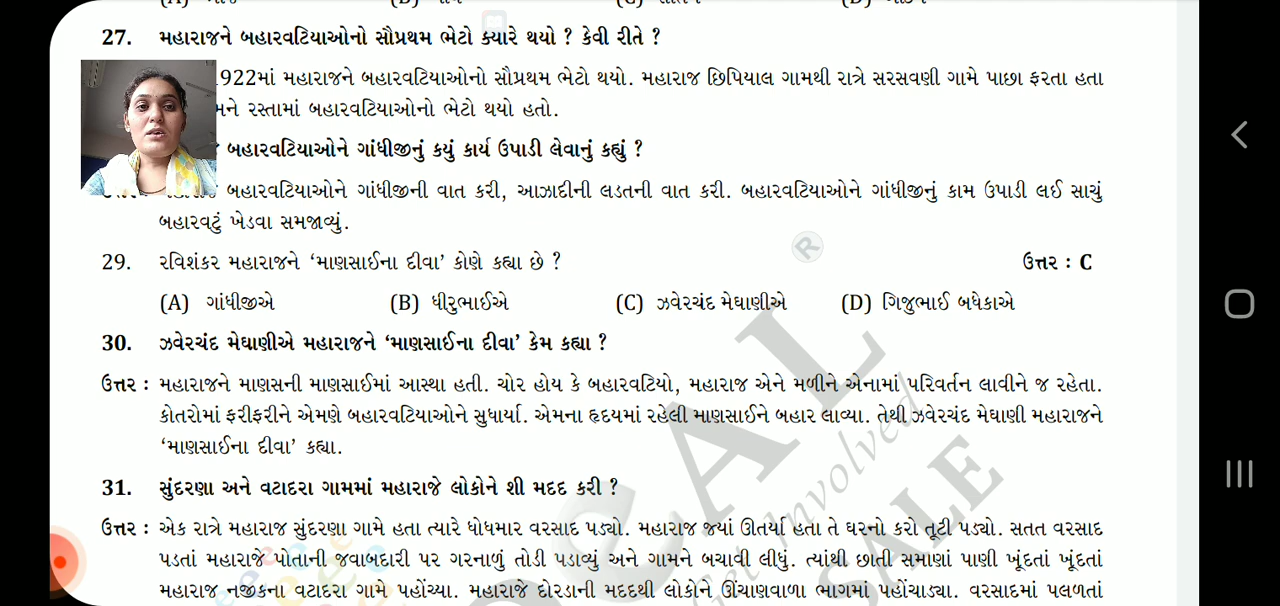 27. મહારાજને બહારવટિયાઓનો સૌપ્રથમ ભેટો ક્યારે થયો ? કેવી રીતે ?
922માં મહારાજને બહારવટિયાઓનો સૌપ્રથમ ભેટો થયો. મહારાજ છિપિયાલ ગામથી રાત્રે સરસવણી ગામે પાછા ફરતા હતા
મને રસ્તામાં બહારવટિયાઓનો ભેટો થયો હતો.
બહારવટિયાઓને ગાંધીજીનું કયું કાર્ય ઉપાડી લેવાનું કહ્યું ?
બહારવટિયાઓને ગાંધીજીની વાત કરી, આઝાદીની લડતની વાત કરી. બહારવટિયાઓને ગાંધીજીનું કામ ઉપાડી લઈ સાચું
બહારવટું ખેડવા સમજાવ્યું.
29. રવિશંકર મહારાજને ‘માણસાઈના દીવા’ કોણે કહ્યા છે ? ઉત્તર : C
(A) ગાંધીજીએ (B) ધીરુભાઈએ (C) ઝવેરચંદ મેઘાણીએ (D) ગિજુભાઈ બધેકાએ
30. ઝવેરચંદ મેઘાણીએ મહારાજને ‘માણસાઈના દીવા’ કેમ કહ્યા ?
ઉત્તર : મહારાજને માણસની માણસાઈમાં આસ્થા હતી. ચોર હોય કે બહારવટિયો, મહારાજ એને મળીને એનામાં પરિવર્તન લાવીને જ રહેતા.
કોતરોમાં ફરીફરીને એમણે બહારવટિયાઓને સુધાર્યા. એમના હૃદયમાં રહેલી માણસાઈને બહાર લાવ્યા. તેથી ઝવેરચંદ મેઘાણી મહારાજને
‘માણસાઈના દીવા’ કહ્યા.
31. સુંદરણા અને વટાદરા ગામમાં મહારાજે લોકોને શી મદદ કરી ?
ઉત્તર : એક રાત્રે મહારાજ સુંદરણા ગામે હતા ત્યારે ધોધમાર વરસાદ પડ્યો. મહારાજ જ્યાં ઊતર્યા હતા તે ઘરનો કરો તૂટી પડ્યો. સતત વરસાદ
પડતાં મહારાજે પોતાની જવાબદારી પર ગરનાળું તોડી પડાવ્યું અને ગામને બચાવી લીધું. ત્યાંથી છાતી સમાણાં પાણી ખૂંદતાં ખૂંદતાં
મહારાજ નજીકના વટાદરા ગામે પહોંચ્યા. મહારાજે દોરડાની મદદથી લોકોને ઊંચાણવાળા ભાગમાં પહોંચાડ્યા. વરસાદમાં પલળતાં
Get Involved
SALE